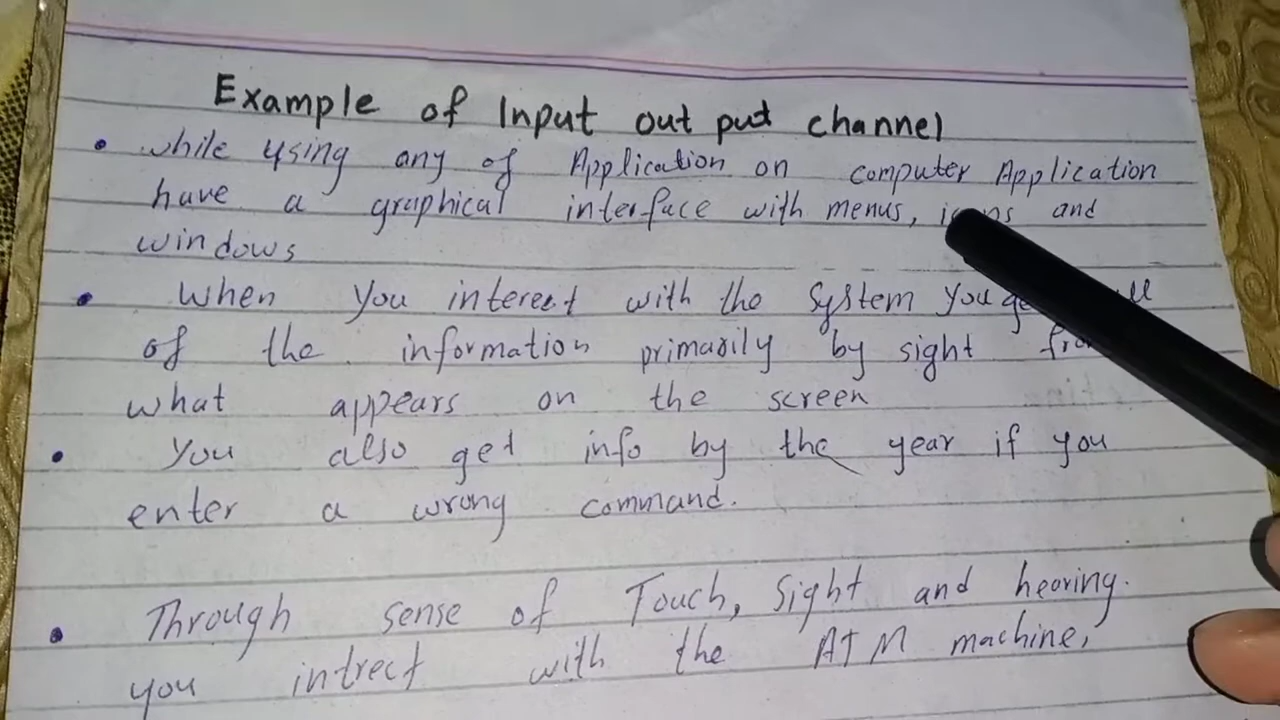 Example of Input out put channel
while using any of Application on computer Application
have a graphical interface with menus, icons and
windows
When you interect with the system you
of the information primarily by sight from
what appears on the screen
You also get info by the year if you
enter a wrong command.
Through sense of Touch, Sight and hearing.
you intrect with the ATM machine,